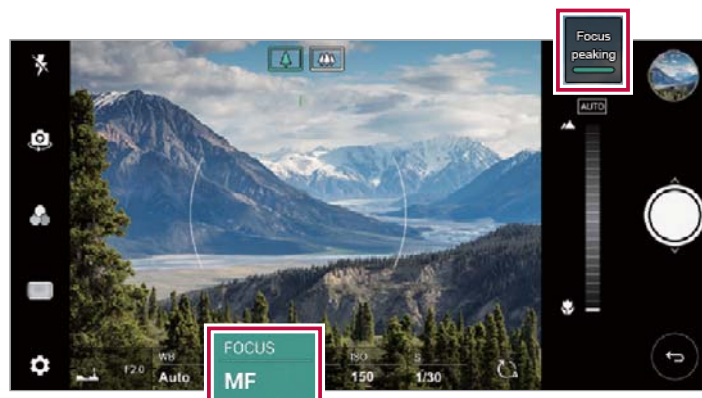 Focus
peaking
AUTO
F2.0
WB
Auto
FOCUS
MF
ISO
150
S
1/30